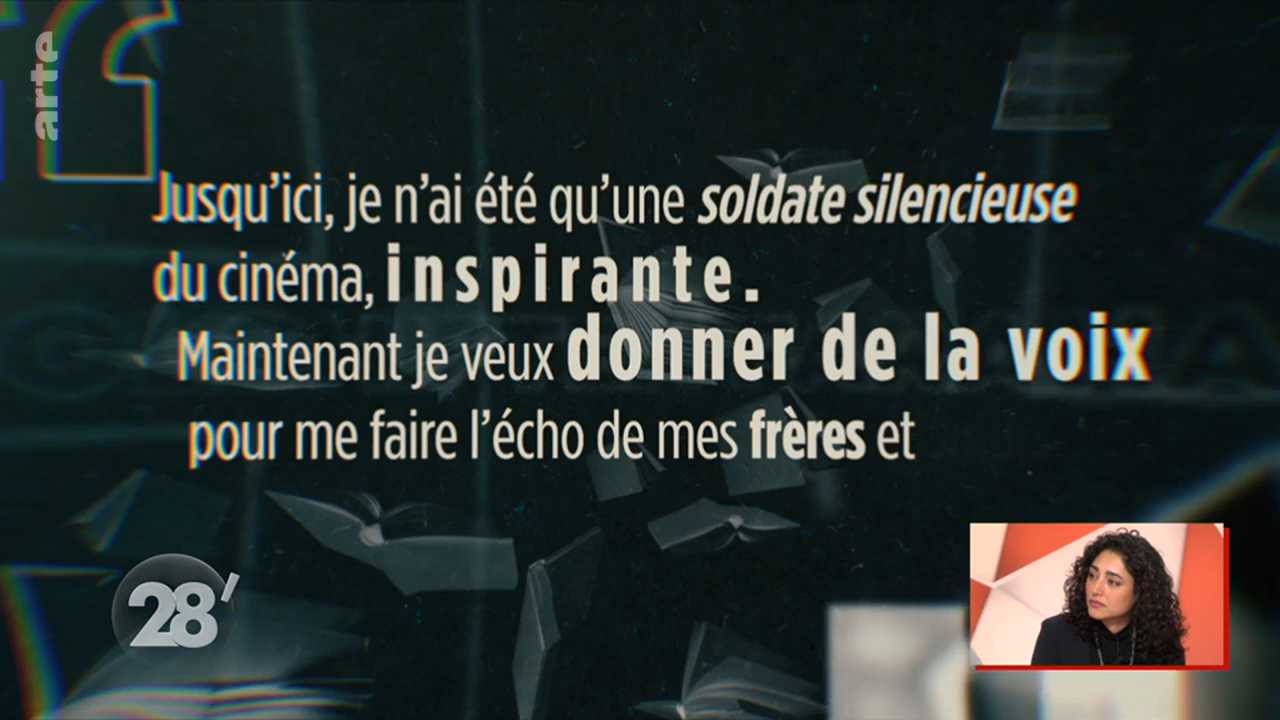 arte
Jusqu’ici, je n’ai été qu’une soldate silencieuse
du cinéma, inspirante.
Maintenant je veux donner de la voix
pour me faire l’écho de mes frères et
28’